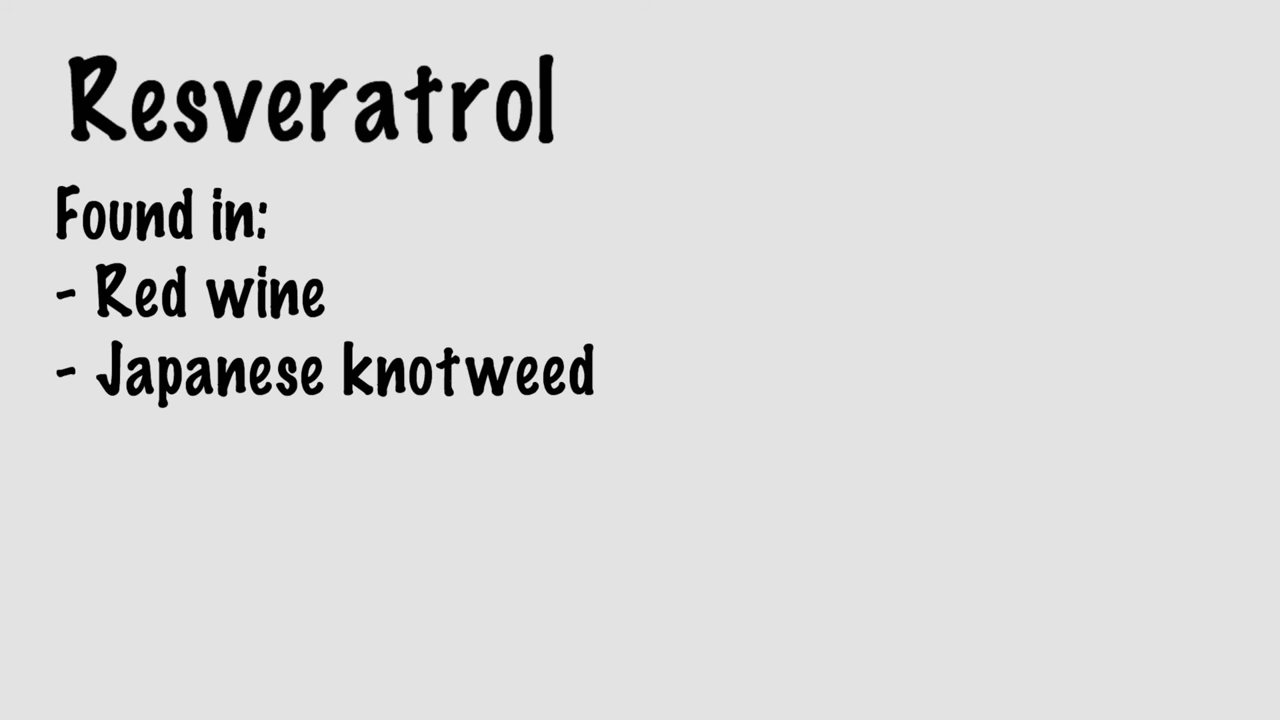 Resveratrol
Found in:
- Red wine
- Japanese knotweed